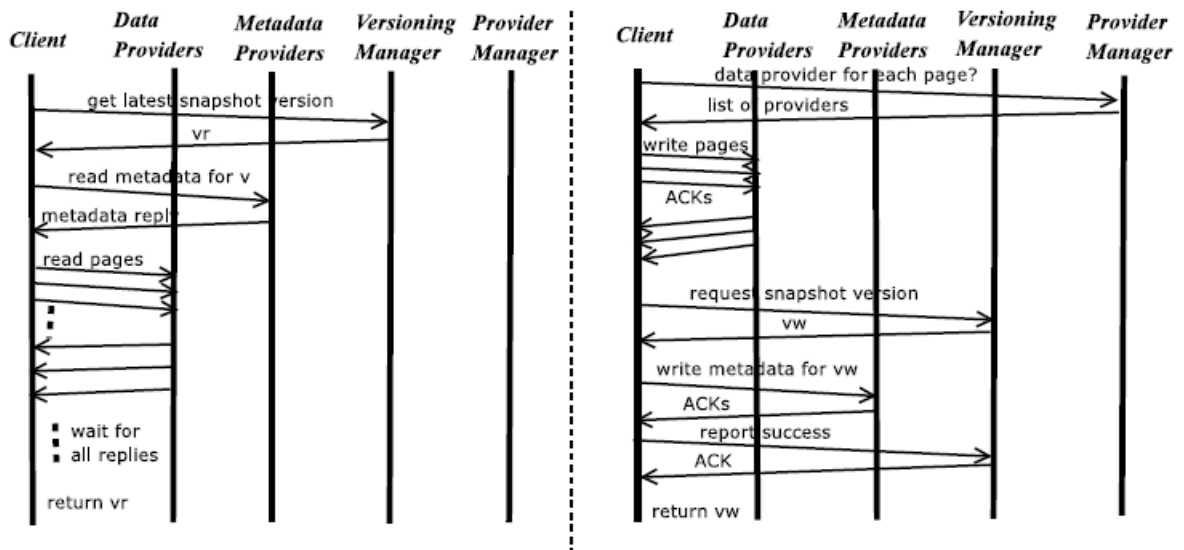 Client
Data
Providers
Metadata
Providers
Versioning
Manager
Provider
Manager
get latest snapshot version
vr
read metadata for v
metadata reply
read pages
wait for
all replies
return vr
Client
Data
Providers
Metadata
Providers
Versioning
Manager
Provider
Manager
data provider for each page?
list of providers
write pages
ACKs
request snapshot version
vw
write metadata for vw
ACKs
report success
ACK
return vw